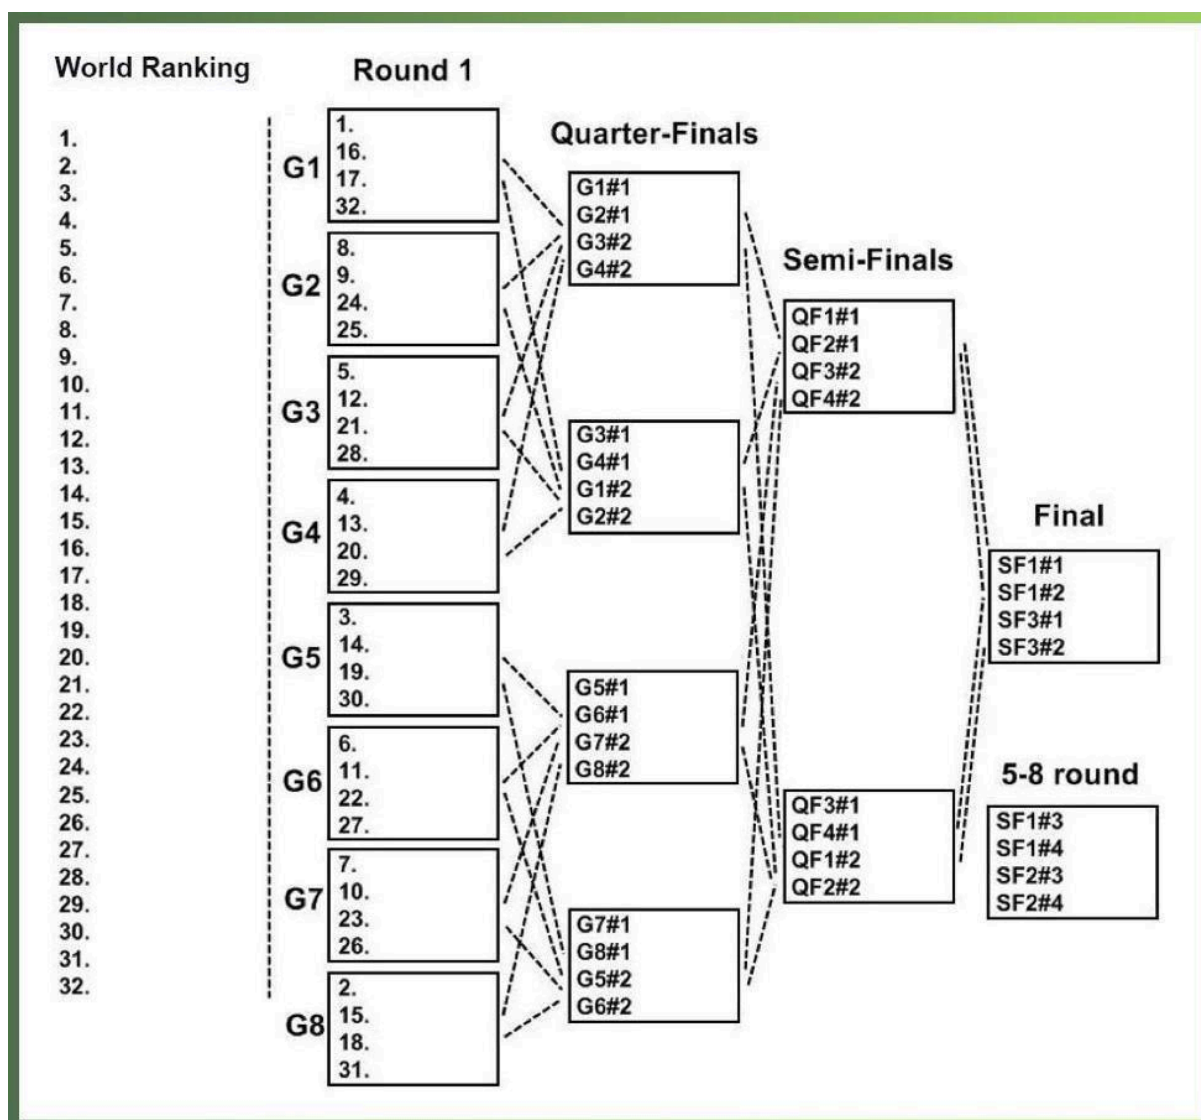 World Ranking
1.
2.
3.
4.
5.
6.
7.
8.
9.
10.
11.
12.
13.
14.
15.
16.
17.
18.
19.
20.
21.
22.
23.
24.
25.
26.
27.
28.
29.
30.
31.
32.
Round 1
G1
1.
16.
17.
32.
G2
8.
9.
24.
25.
G3
5.
12.
21.
28.
G4
4.
13.
20.
29.
G5
3.
14.
19.
30.
G6
6.
11.
22.
27.
G7
7.
10.
23.
26.
G8
2.
15.
18.
31.
Quarter-Finals
G1#1
G2#1
G3#2
G4#2
G3#1
G4#1
G1#2
G2#2
G5#1
G6#1
G7#2
G8#2
G7#1
G8#1
G5#2
G6#2
Semi-Finals
QF1#1
QF2#1
QF3#2
QF4#2
QF3#1
QF4#1
QF1#2
QF2#2
Final
SF1#1
SF1#2
SF3#1
SF3#2
5-8 round
SF1#3
SF1#4
SF2#3
SF2#4